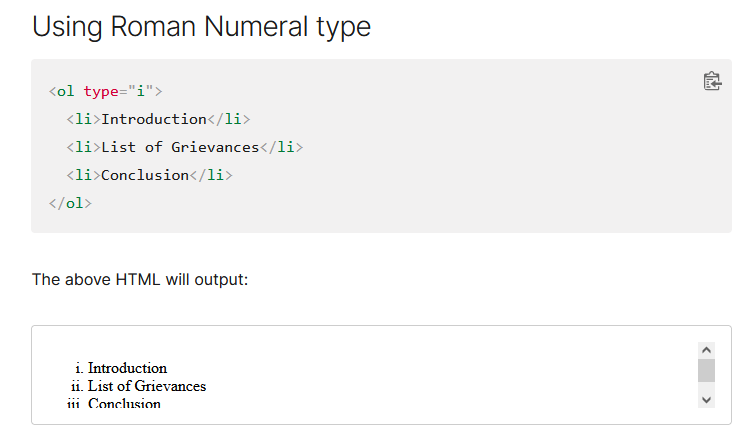 Using Roman Numeral type
<ol type="i">
<li>Introduction</li>
<li>List of Grievances</li>
<li>Conclusion</li>
</ol>
The above HTML will output:
i. Introduction
ii. List of Grievances
iii. Conclusion